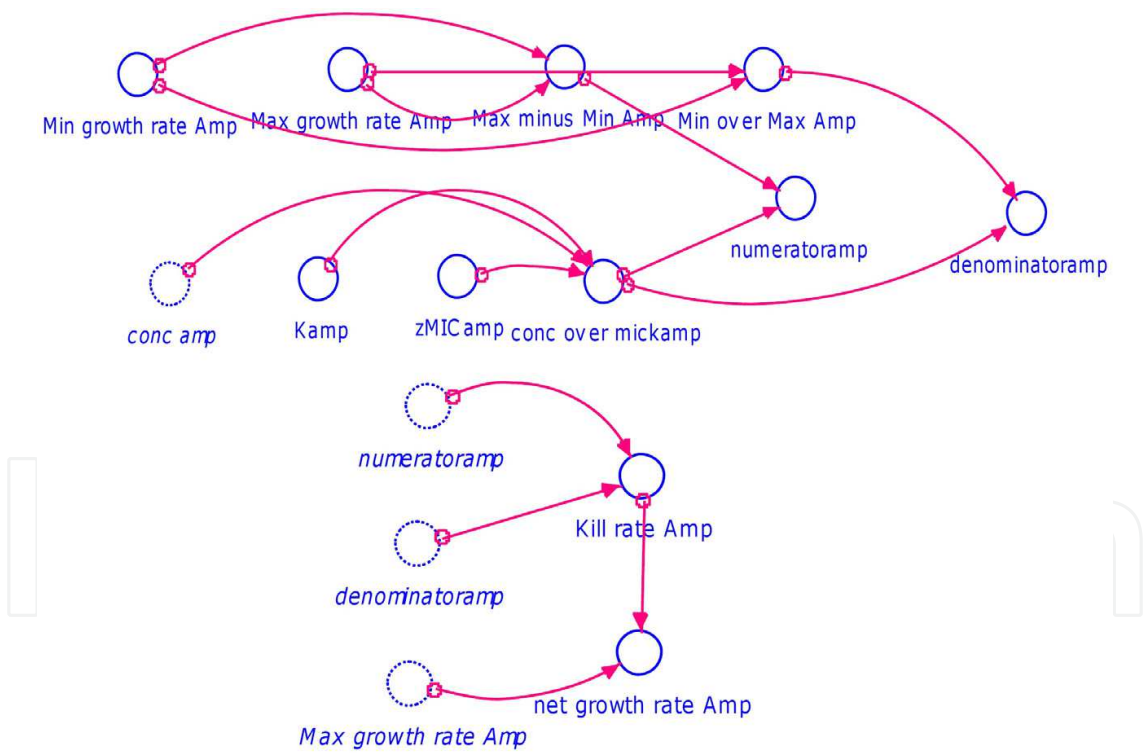 Min growth rate Amp
Max growth rate Amp
Max minus Min Amp
Min over Max Amp
numeratoramp
denominatoramp
conc amp
Kamp
zMICamp
conc over mickamp
numeratoramp
Kill rate Amp
denominatoramp
net growth rate Amp
Max growth rate Amp